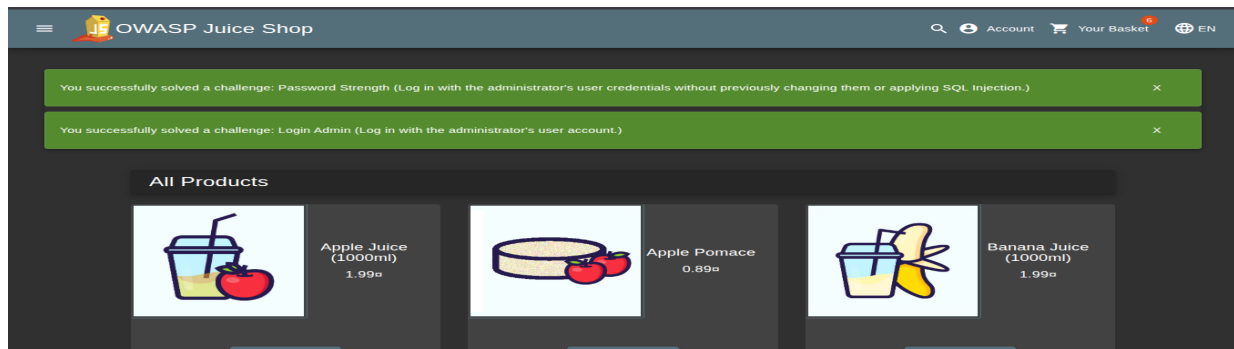 OWASP Juice Shop
Account
6
Your Basket
EN
You successfully solved a challenge: Password Strength (Log in with the administrator's user credentials without previously changing them or applying SQL Injection.)
X
You successfully solved a challenge: Login Admin (Log in with the administrator's user account.)
X
All Products
Apple Juice
(1000ml)
1.99¤
Apple Pomace
0.89¤
Banana Juice
(1000ml)
1.99¤